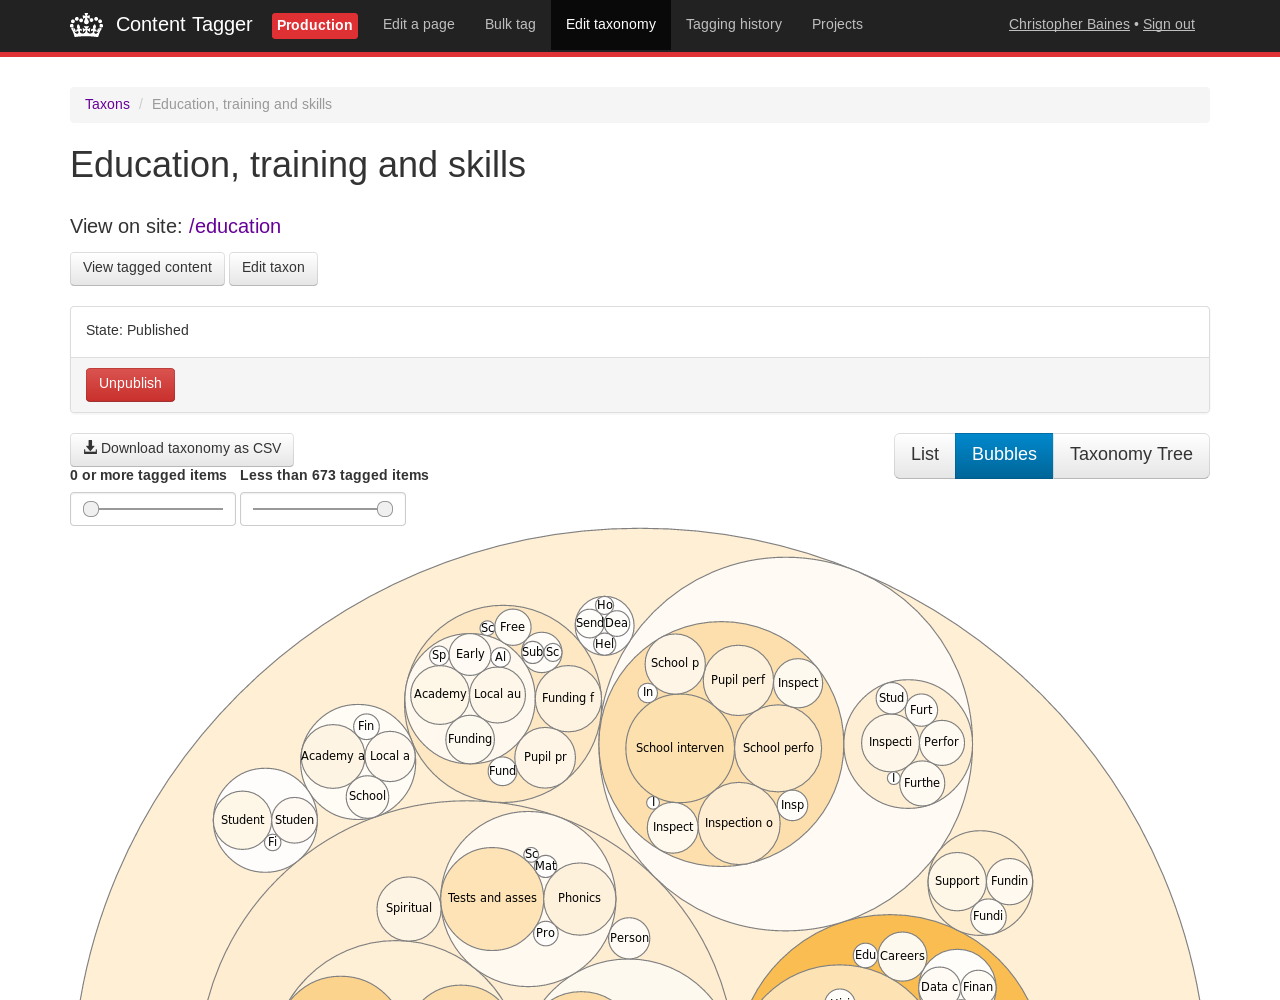 Content Tagger Production Edit a page Bulk tag Edit taxonomy Tagging history Projects Christopher Baines • Sign out
Taxons / Education, training and skills
Education, training and skills
View on site: /education
View tagged content Edit taxon
State: Published
Unpublish
Download taxonomy as CSV
List Bubbles Taxonomy Tree
0 or more tagged items Less than 673 tagged items
Ho
Send Dea
Hel
Sc Free
Sp Early Al Sub Sc
Academy Local au Funding f
Funding
Fund Pupil pr
School p Pupil perf Inspect
In
School interven School perfo
I Insp
Inspect Inspection o
Stud Furt
Inspecti Perfor
I Furthe
Fin
Academy a Local a
School
Student Studen
Fi
Sc Mat
Tests and asses Phonics
Spiritual
Pro Person
Support Fundin
Fundi
Edu Careers
Data c Finan